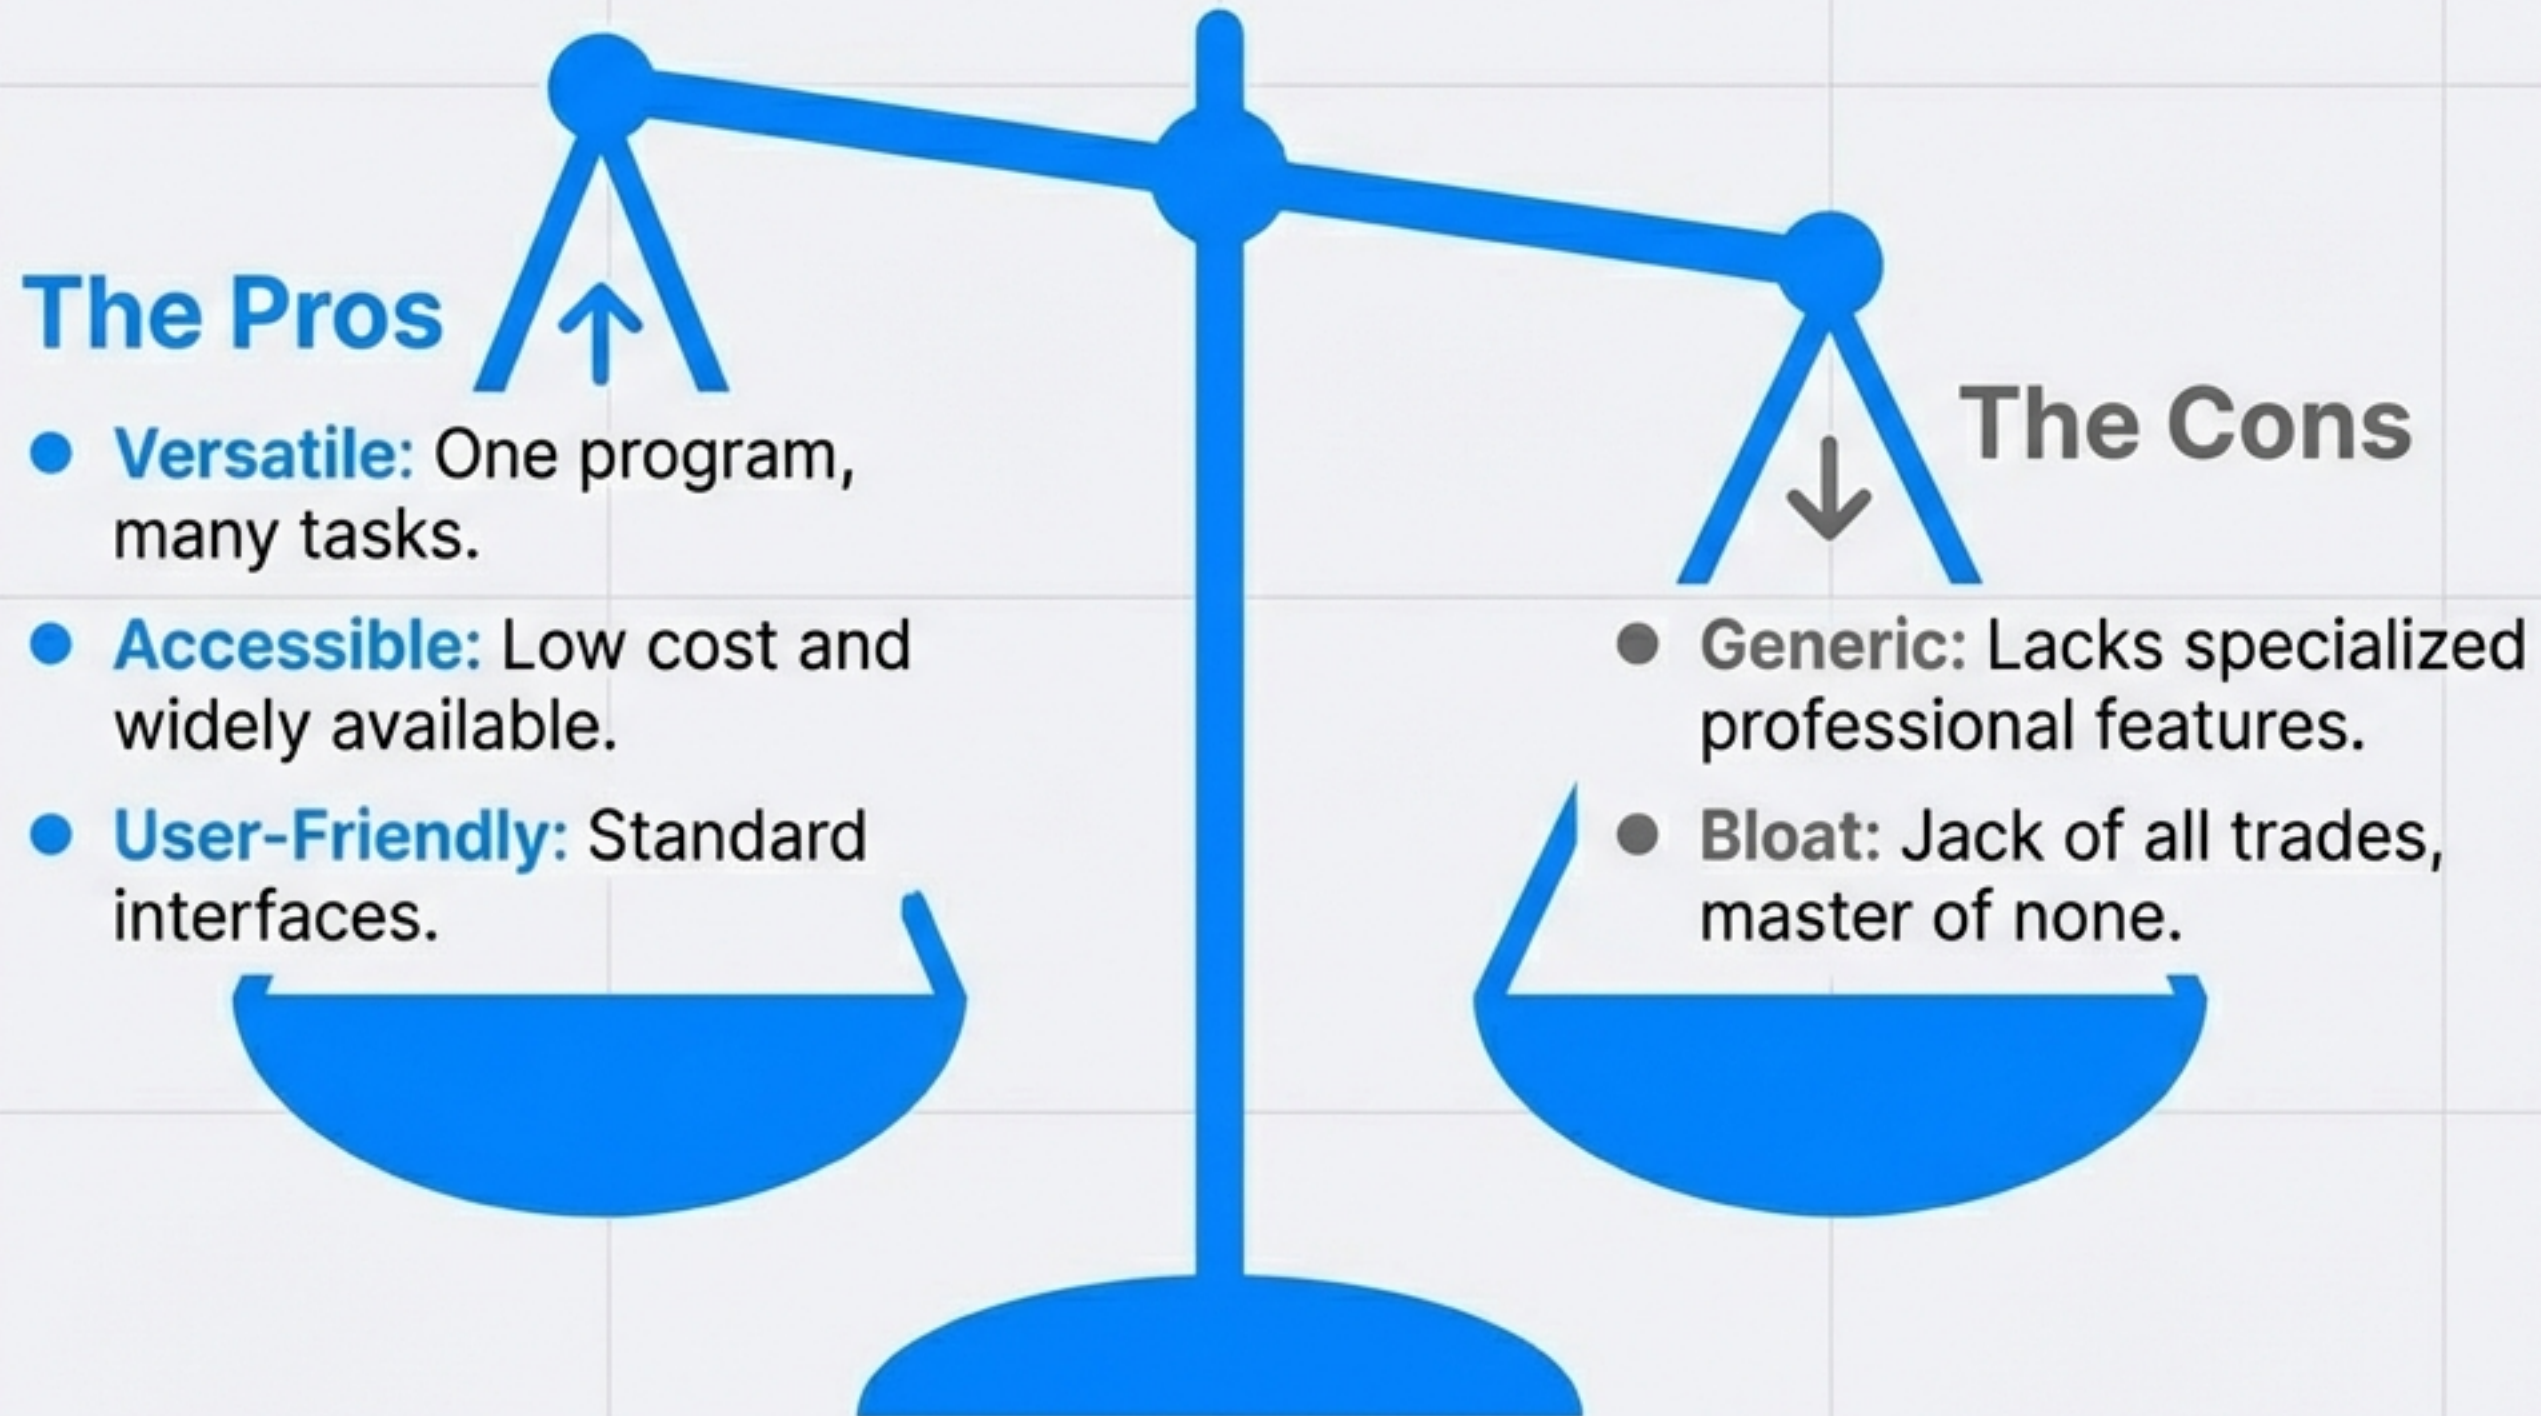 The Pros
Versatile: One program,
many tasks.
Accessible: Low cost and
widely available.
User-Friendly: Standard
interfaces.
The Cons
Generic: Lacks specialized
professional features.
Bloat: Jack of all trades,
master of none.